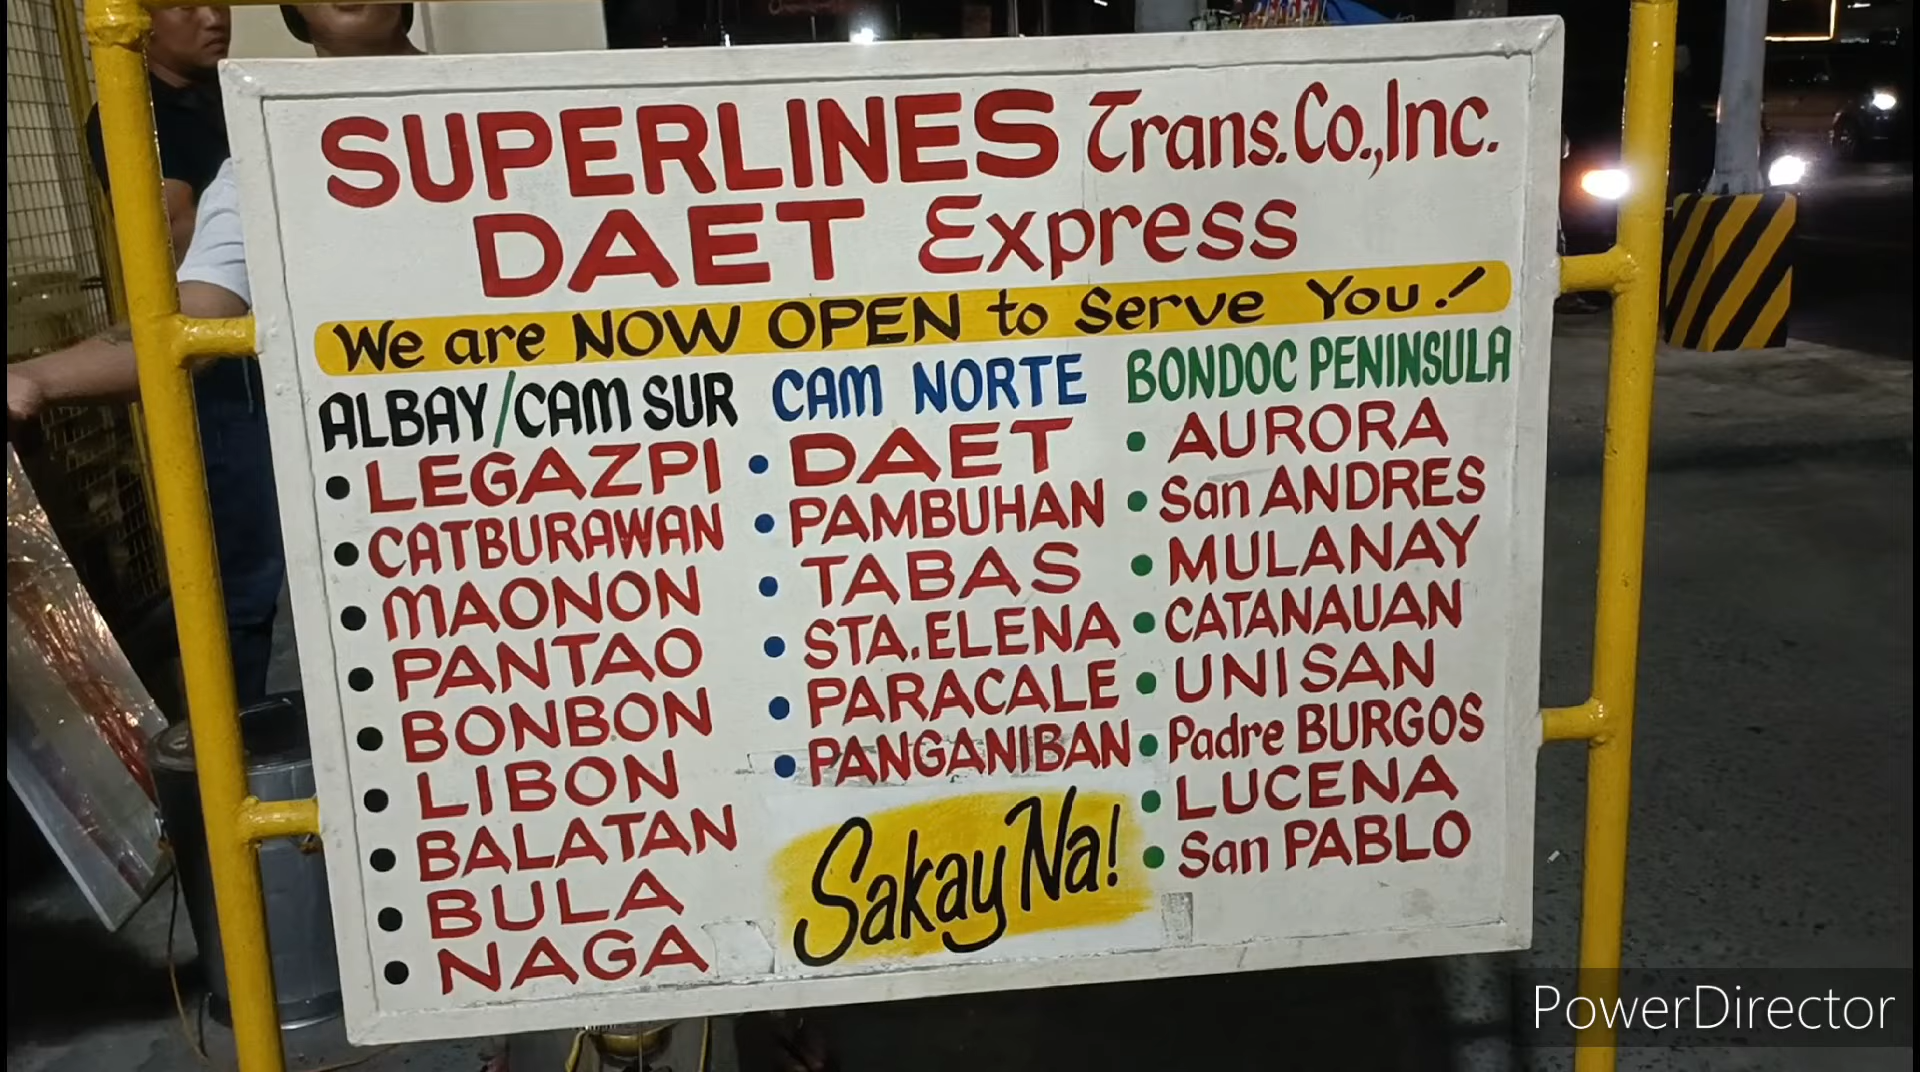 SUPERLINES Trans.Co.,Inc.
DAET Express
We are NOW OPEN to Serve You!
ALBAY/CAM SUR
• LEGAZPI
• CATBURAWAN
• MAONON
• PANTAO
• BONBON
• LIBON
• BALATAN
• BULA
• NAGA
CAM NORTE
• DAET
• PAMBUHAN
• TABAS
• STA.ELENA
• PARACALE
• PANGANIBAN
Sakay Na!
BONDOC PENINSULA
• AURORA
• San ANDRES
• MULANAY
• CATANAUAN
• UNISAN
• Padre BURGOS
• LUCENA
• San PABLO
PowerDirector